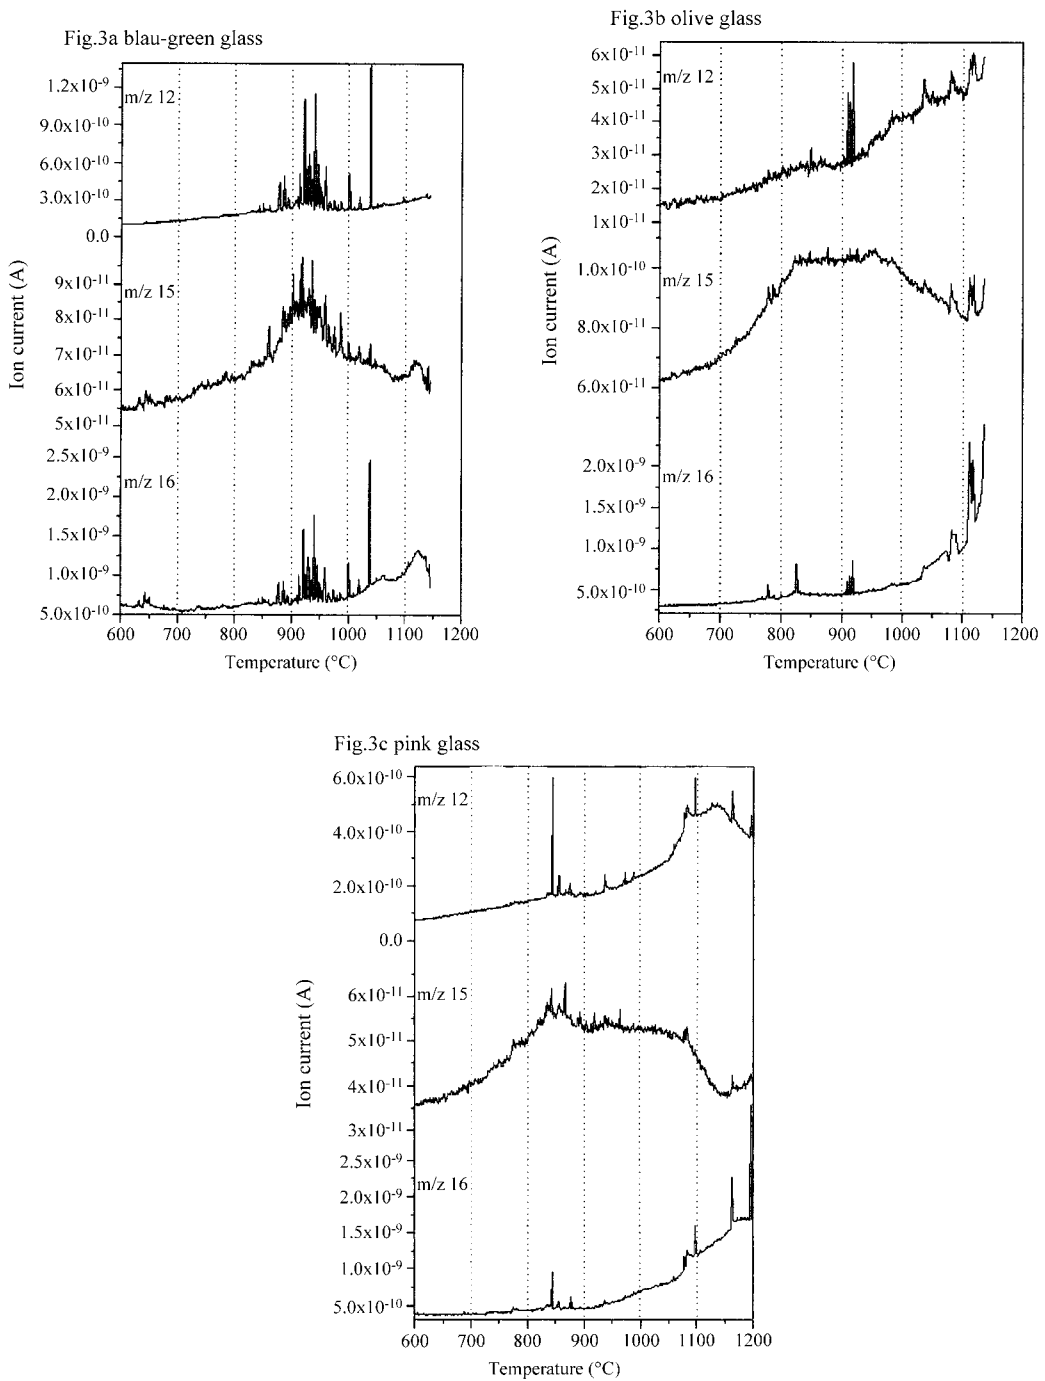 Fig.3a blau-green glass
m/z 12
1.2x10-9
9.0x10-10
6.0x10-10
3.0x10-10
0.0
m/z 15
9x10-11
8x10-11
7x10-11
6x10-11
5x10-11
Ion current (A)
m/z 16
2.5x10-9
2.0x10-9
1.5x10-9
1.0x10-9
5.0x10-10
600 700 800 900 1000 1100 1200
Temperature (°C)
Fig.3b olive glass
m/z 12
6x10-11
5x10-11
4x10-11
3x10-11
2x10-11
1x10-11
m/z 15
1.0x10-10
8.0x10-11
6.0x10-11
Ion current (A)
m/z 16
2.0x10-9
1.5x10-9
1.0x10-9
5.0x10-10
600 700 800 900 1000 1100 1200
Temperature (°C)
Fig.3c pink glass
m/z 12
6.0x10-10
4.0x10-10
2.0x10-10
0.0
m/z 15
6x10-11
5x10-11
4x10-11
3x10-11
Ion current (A)
m/z 16
2.5x10-9
2.0x10-9
1.5x10-9
1.0x10-9
5.0x10-10
600 700 800 900 1000 1100 1200
Temperature (°C)